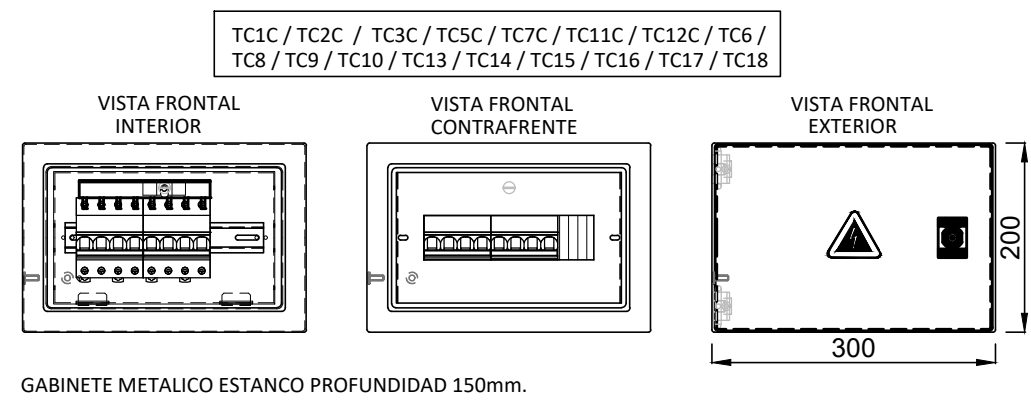 TC1C / TC2C / TC3C / TC5C / TC7C / TC11C / TC12C / TC6 /
TC8 / TC9 / TC10 / TC13 / TC14 / TC15 / TC16 / TC17 / TC18
VISTA FRONTAL
INTERIOR
VISTA FRONTAL
CONTRAFRENTE
VISTA FRONTAL
EXTERIOR
200
300
GABINETE METALICO ESTANCO PROFUNDIDAD 150mm.